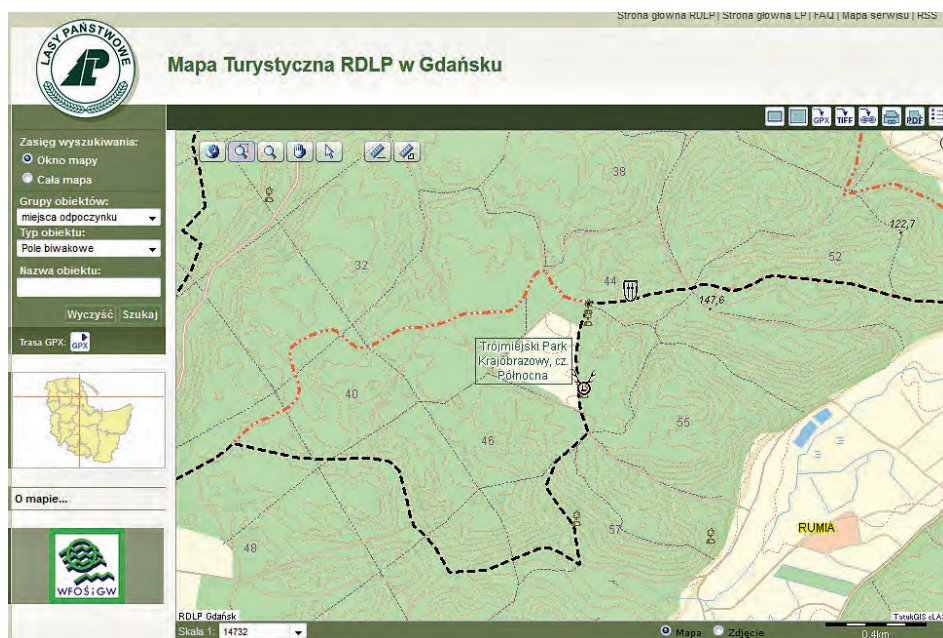 Strona główna RDLP | Strona główna LP | FAQ | Mapa serwisu | RSS
LASY PAŃSTWOWE
Mapa Turystyczna RDLP w Gdańsku
GPX TIFF PDF
Zasięg wyszukiwania:
Okno mapy
Cała mapa
Grupy obiektów:
miejsca odpoczynku
Typ obiektu:
Pole biwakowe
Nazwa obiektu:
Wyczyść Szukaj
Trasa GPX: GPX
O mapie...
WFOŚiGW
38
122,7
52
32
44
147,6
Trójmiejski Park
Krajobrazowy, cz.
Północna
40
55
46
57
RUMIA
48
RDLP Gdańsk
Skala 1: 14732
Mapa Zdjęcie
0.4km